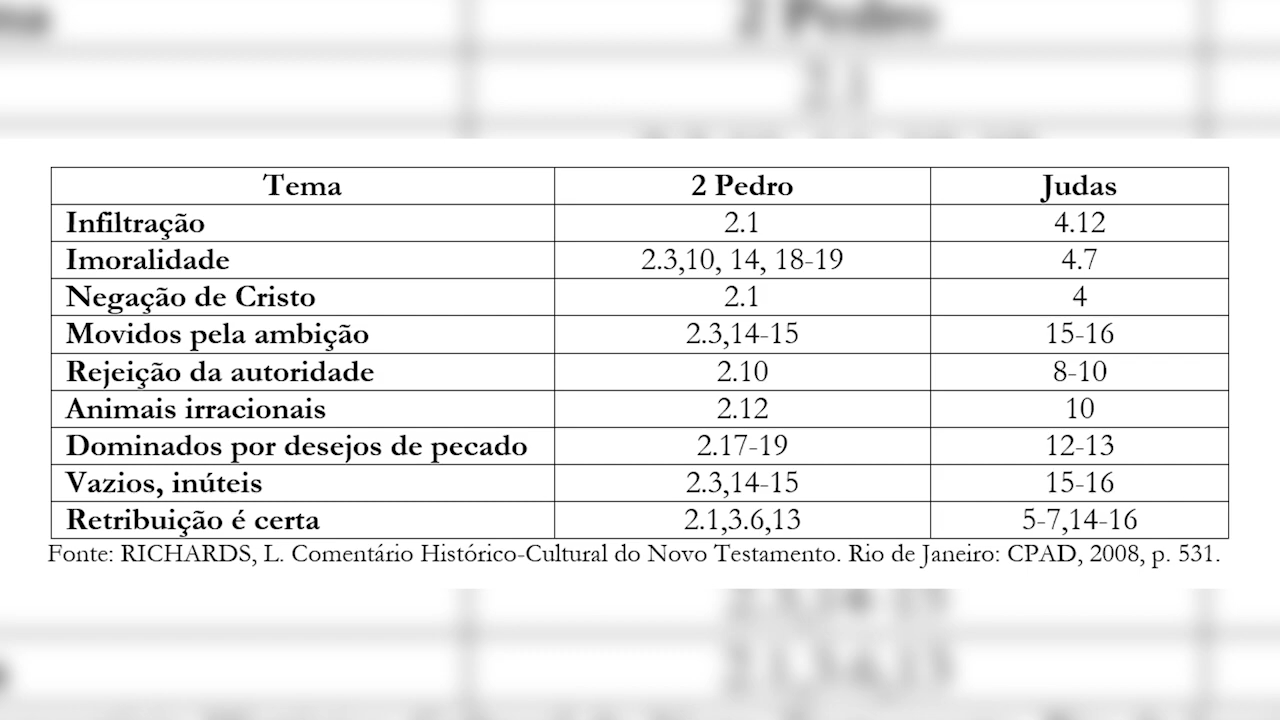 Tema 2 Pedro Judas
Infiltração 2.1 4.12
Imoralidade 2.3,10, 14, 18-19 4.7
Negação de Cristo 2.1 4
Movidos pela ambição 2.3,14-15 15-16
Rejeição da autoridade 2.10 8-10
Animais irracionais 2.12 10
Dominados por desejos de pecado 2.17-19 12-13
Vazios, inúteis 2.3,14-15 15-16
Retribuição é certa 2.1,3.6,13 5-7,14-16
Fonte: RICHARDS, L. Comentário Histórico-Cultural do Novo Testamento. Rio de Janeiro: CPAD, 2008, p. 531.